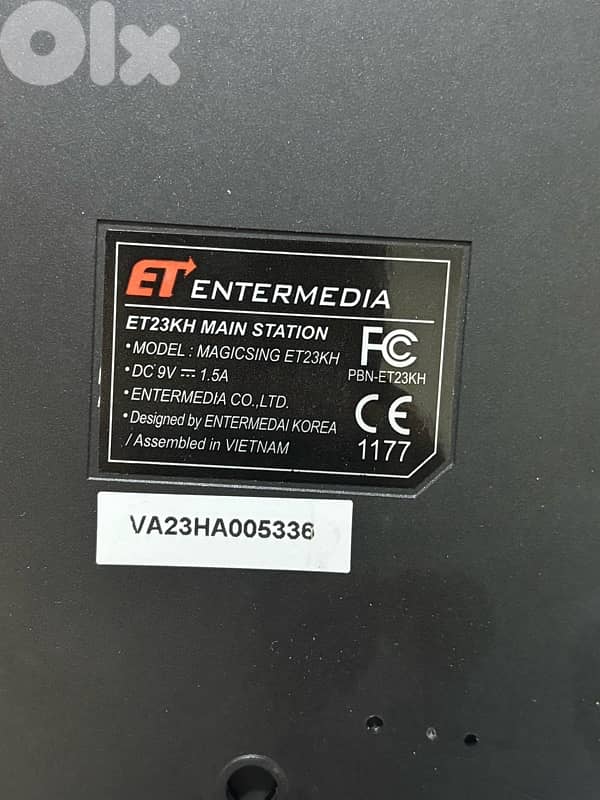 Olx
ET ENTERMEDIA
ET23KH MAIN STATION
•MODEL : MAGICSING ET23KH
•DC 9V ⎓ 1.5A
•ENTERMEDIA CO.,LTD.
•Designed by ENTERMEDAI KOREA
/Assembled in VIETNAM
FC
PBN-ET23KH
CE
1177
VA23HA005336